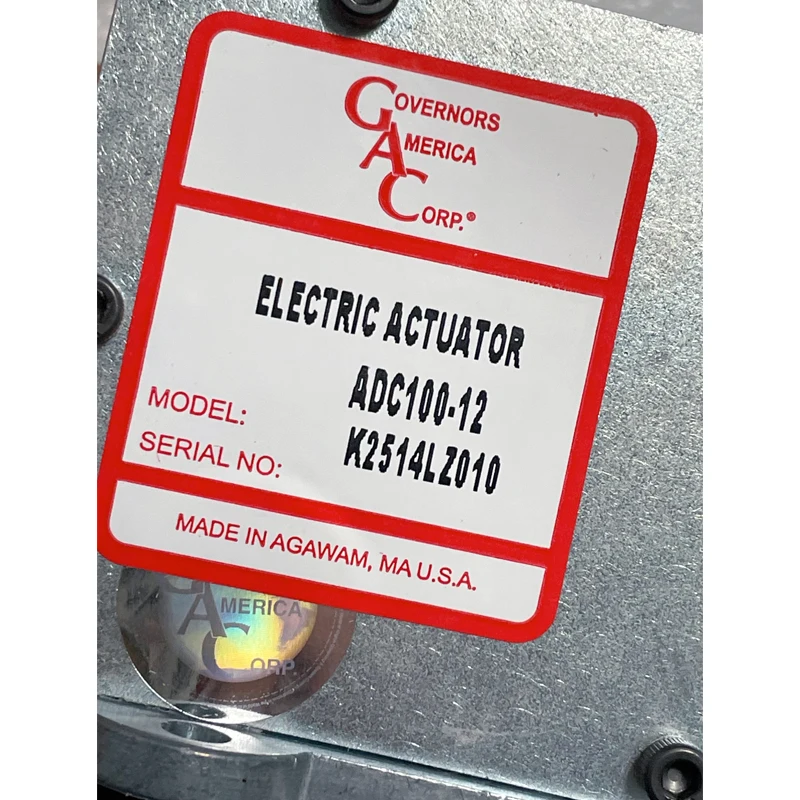 GOVERNORS
AMERICA
CORP.®
ELECTRIC ACTUATOR
MODEL: ADC100-12
SERIAL NO: K2514LZ010
MADE IN AGAWAM, MA U.S.A.
AMERICA
CORP.